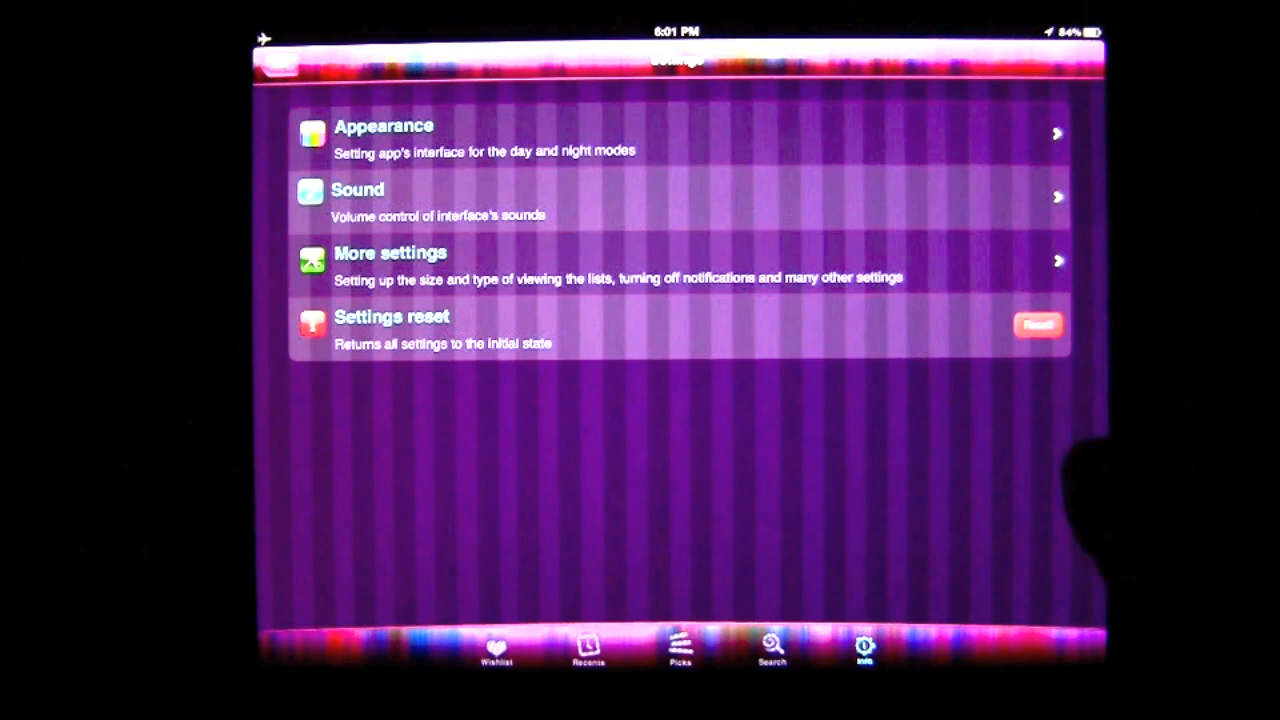 6:01 PM
84%
Settings
Appearance
Setting app's interface for the day and night modes
Sound
Volume control of interface's sounds
More settings
Setting up the size and type of viewing the lists, turning off notifications and many other settings
Settings reset
Returns all settings to the initial state
Reset
Wishlist
Recents
Picks
Search
Info